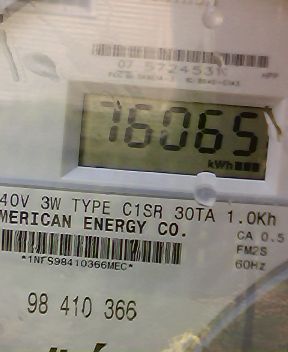 07 572453
76065
kWh
40V 3W TYPE C1SR 30TA 1.0Kh
MERICAN ENERGY CO.
CA 0.5
FM2S
60Hz
*1NFS98410366MEC*
98 410 366